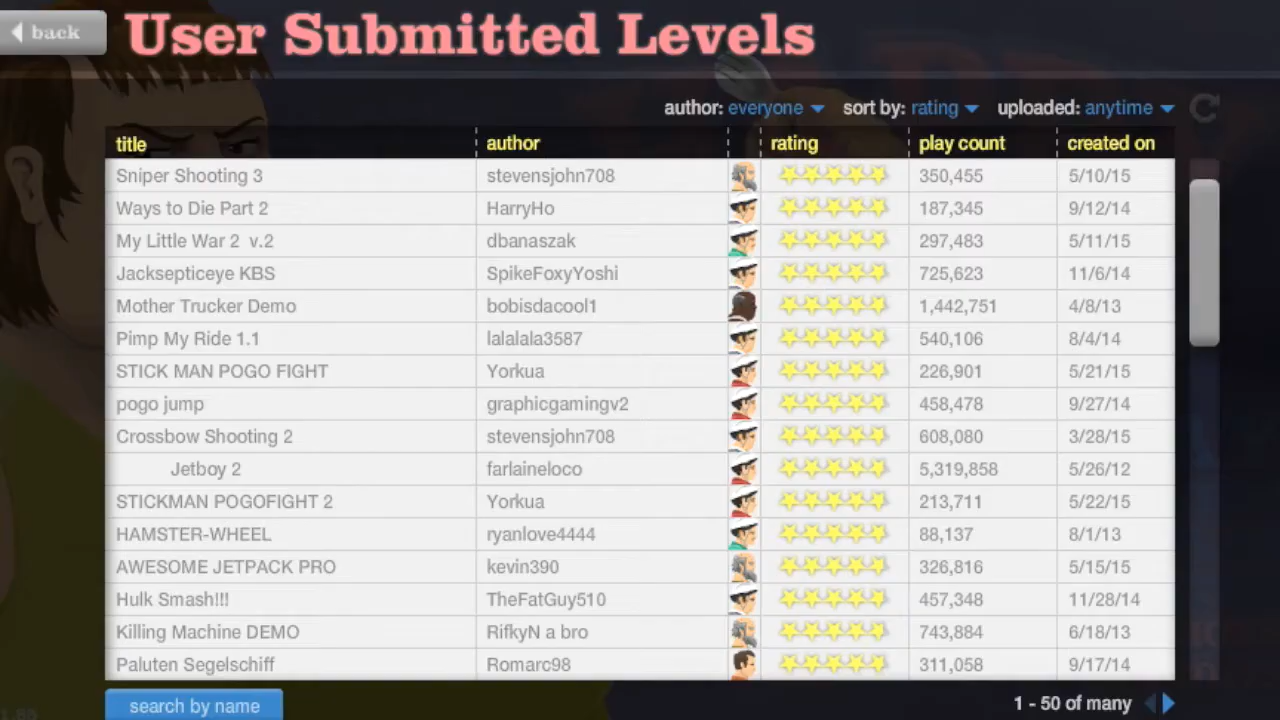 back
User Submitted Levels
author: everyone sort by: rating uploaded: anytime
title author rating play count created on
Sniper Shooting 3 stevensjohn708 350,455 5/10/15
Ways to Die Part 2 HarryHo 187,345 9/12/14
My Little War 2 v.2 dbanaszak 297,483 5/11/15
Jacksepticeye KBS SpikeFoxyYoshi 725,623 11/6/14
Mother Trucker Demo bobisdacool1 1,442,751 4/8/13
Pimp My Ride 1.1 lalalala3587 540,106 8/4/14
STICK MAN POGO FIGHT Yorkua 226,901 5/21/15
pogo jump graphicgamingv2 458,478 9/27/14
Crossbow Shooting 2 stevensjohn708 608,080 3/28/15
Jetboy 2 farlaineloco 5,319,858 5/26/12
STICKMAN POGOFIGHT 2 Yorkua 213,711 5/22/15
HAMSTER-WHEEL ryanlove4444 88,137 8/1/13
AWESOME JETPACK PRO kevin390 326,816 5/15/15
Hulk Smash!!! TheFatGuy510 457,348 11/28/14
Killing Machine DEMO RifkyN a bro 743,884 6/18/13
Paluten Segelschiff Romarc98 311,058 9/17/14
search by name 1 - 50 of many